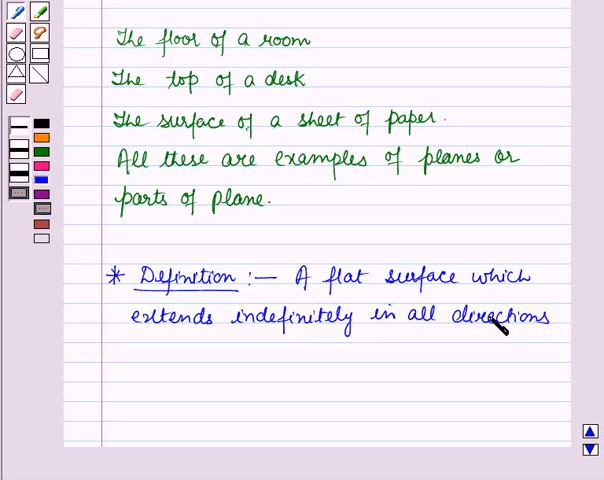 The floor of a room
The top of a desk
The surface of a sheet of paper.
All these are examples of planes or
parts of plane.
* Definition :- A flat surface which
extends indefinitely in all directions